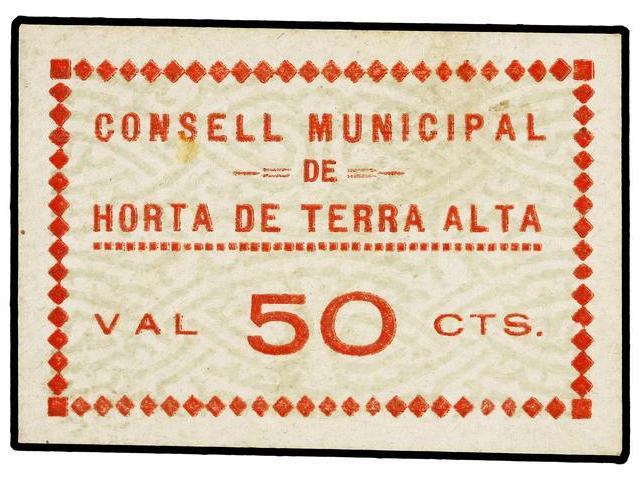 CONSELL MUNICIPAL
DE
HORTA DE TERRA ALTA
VAL 50 CTS.